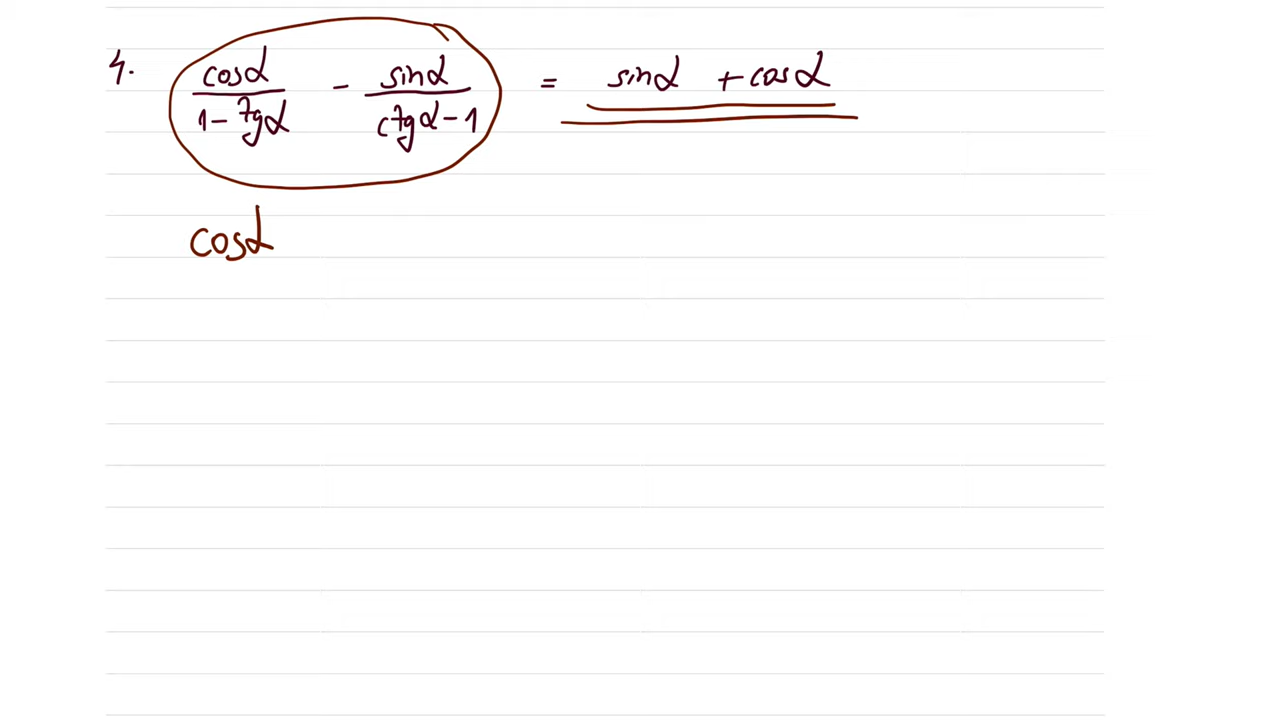 4. cosα/(1 - tgα) - sinα/(ctgα - 1) = sinα + cosα
cosα